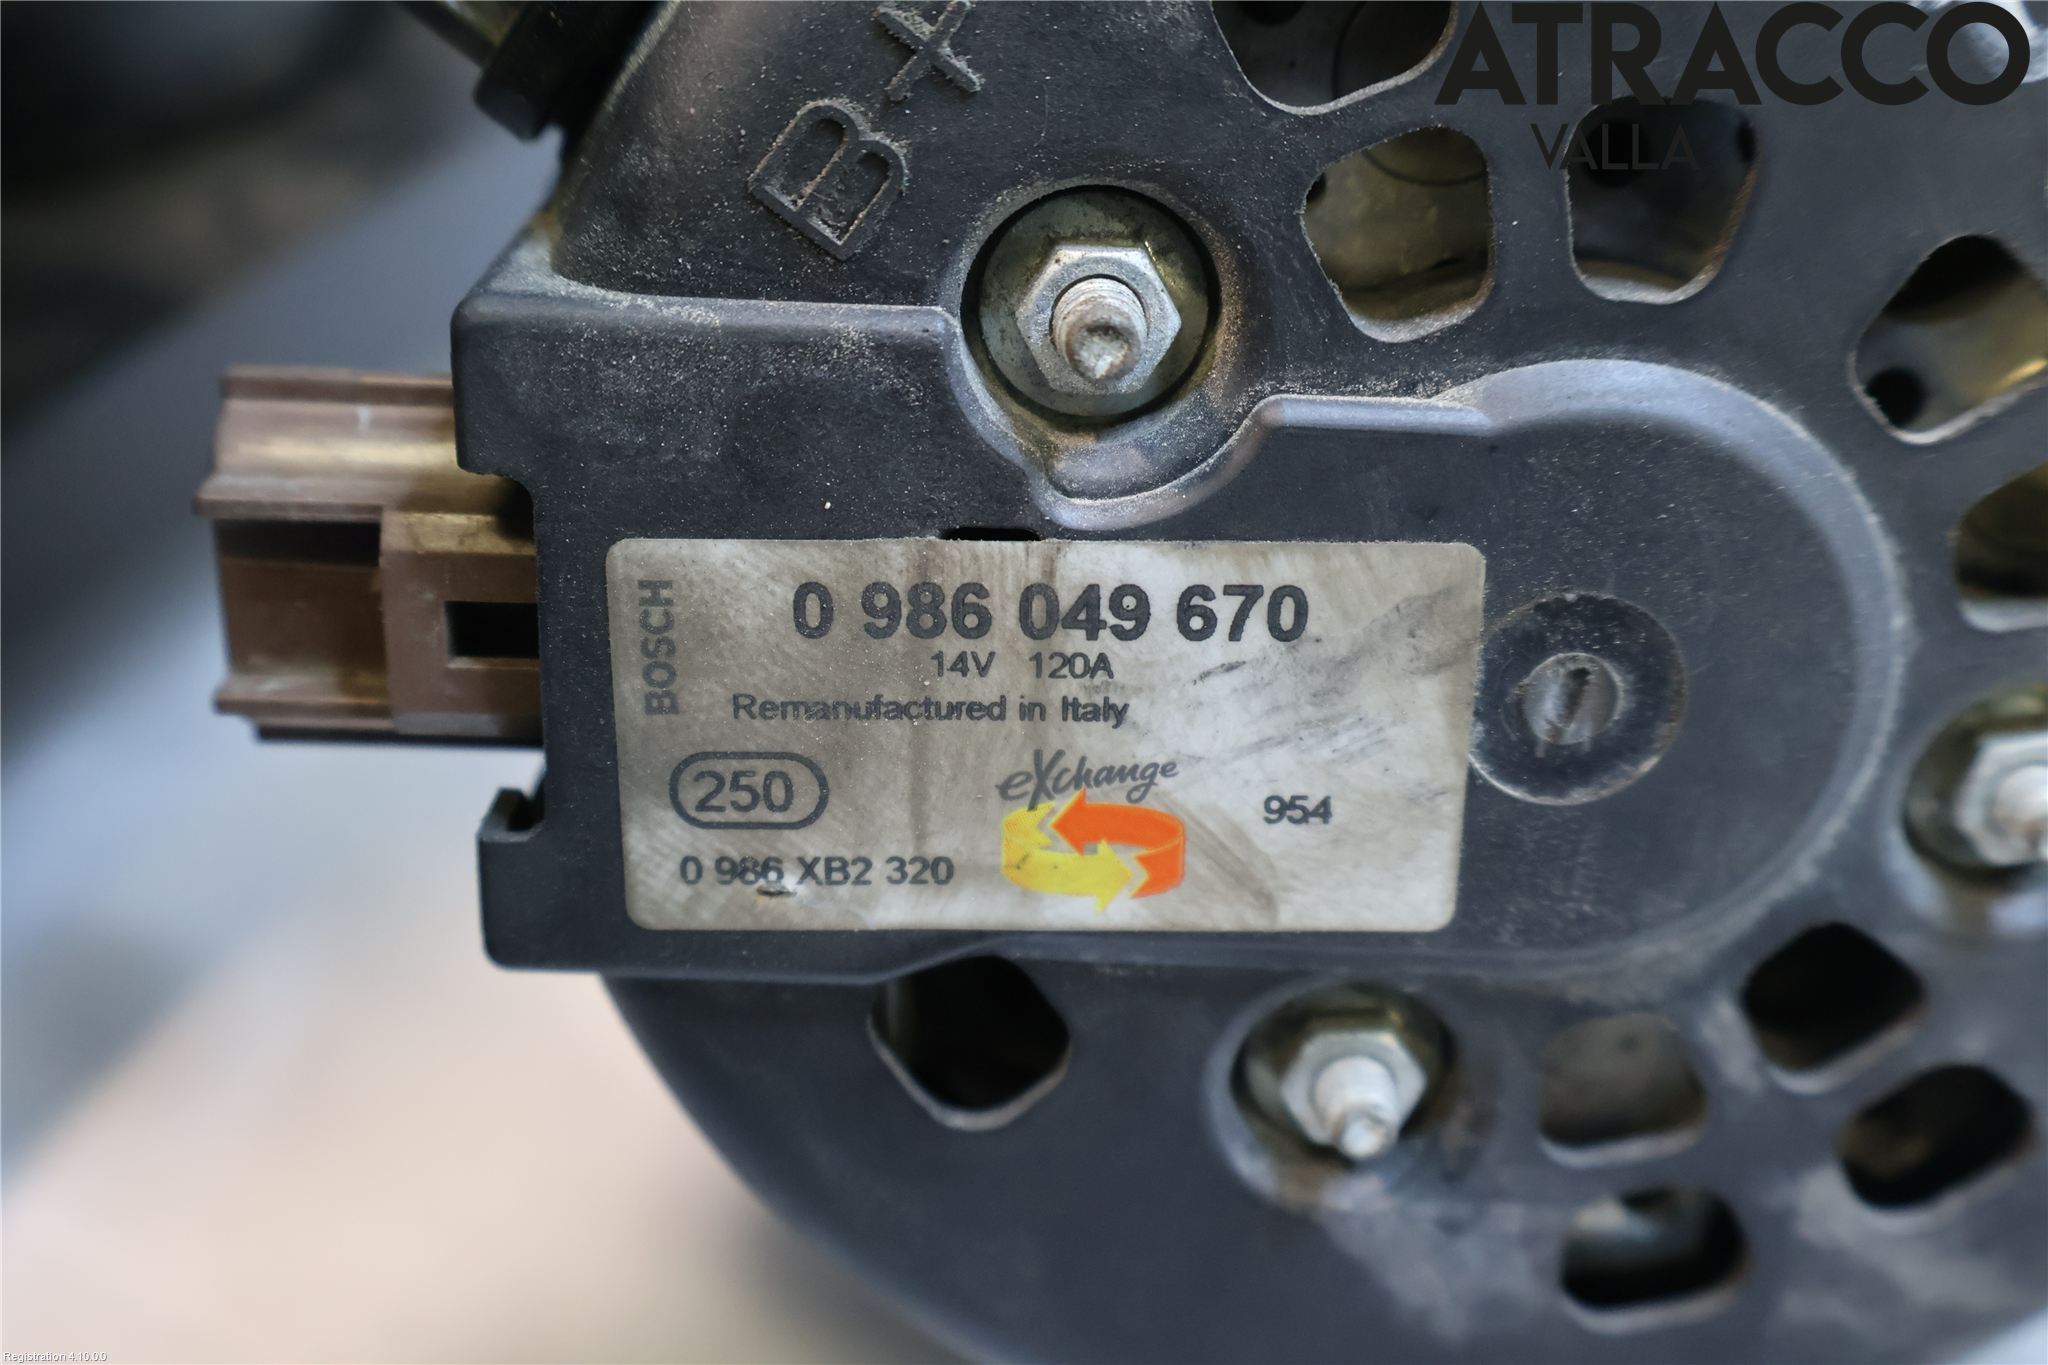 ATRACCO
VALLA
B+
BOSCH
0 986 049 670
14V 120A
Remanufactured in Italy
250
eXchange
954
0 986 XB2 320
Registration 4.10.0.0